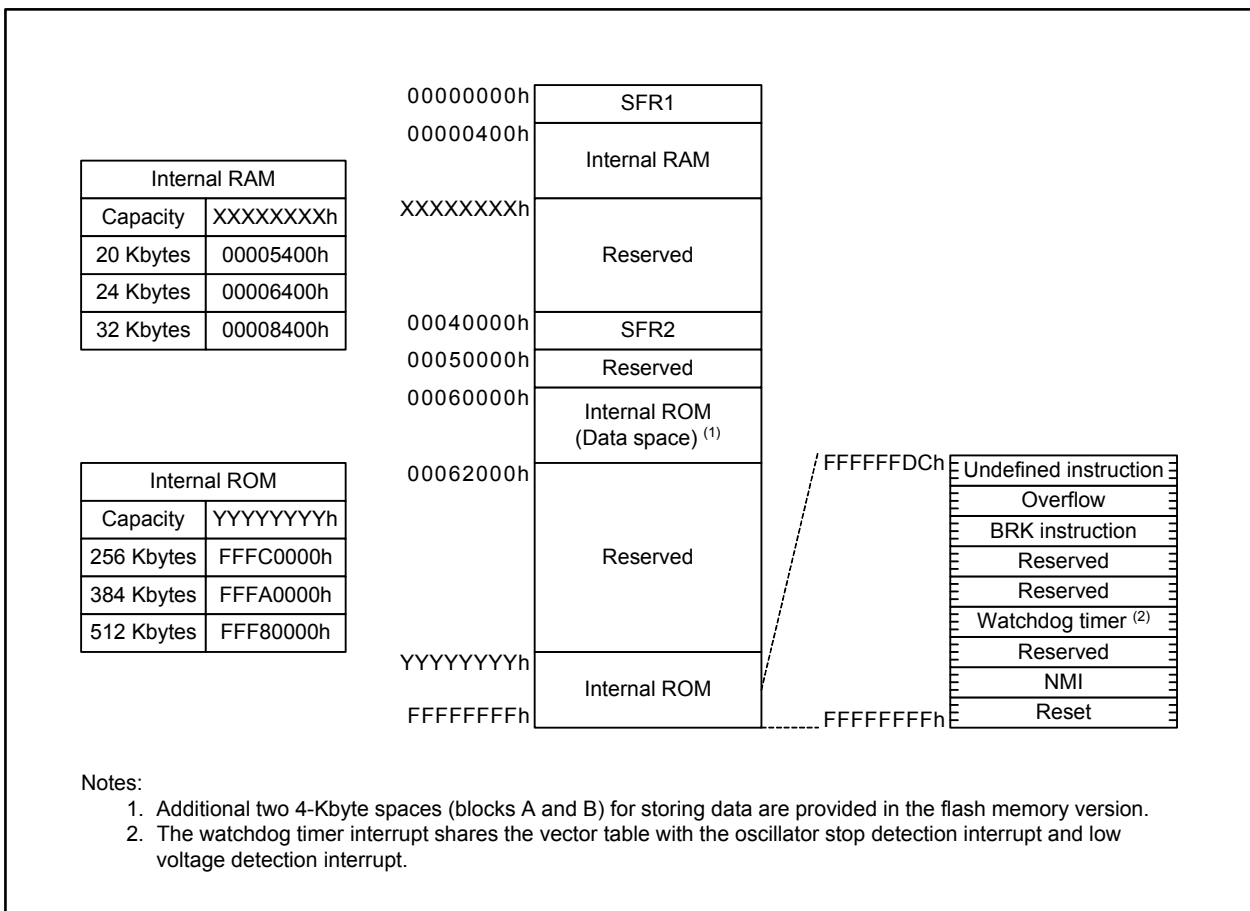 00000000h
SFR1
00000400h
Internal RAM
XXXXXXXXh
Reserved
00040000h
SFR2
00050000h
Reserved
00060000h
Internal ROM
(Data space) (1)
00062000h
Reserved
YYYYYYYYh
Internal ROM
FFFFFFFFh
Internal RAM
Capacity XXXXXXXXh
20 Kbytes 00005400h
24 Kbytes 00006400h
32 Kbytes 00008400h
Internal ROM
Capacity YYYYYYYYh
256 Kbytes FFFC0000h
384 Kbytes FFFA0000h
512 Kbytes FFF80000h
FFFFFFDCh
Undefined instruction
Overflow
BRK instruction
Reserved
Reserved
Watchdog timer (2)
Reserved
NMI
Reset
FFFFFFFFh
Notes:
1. Additional two 4-Kbyte spaces (blocks A and B) for storing data are provided in the flash memory version.
2. The watchdog timer interrupt shares the vector table with the oscillator stop detection interrupt and low
voltage detection interrupt.